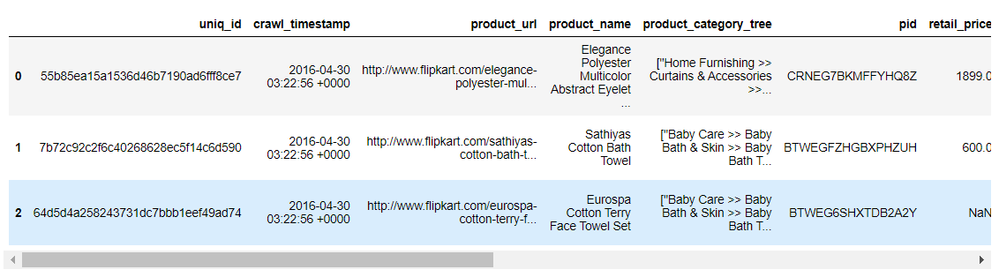 uniq_id crawl_timestamp product_url product_name product_category_tree pid retail_price
0 55b85ea15a1536d46b7190ad6fff8ce7 2016-04-30 03:22:56 +0000 http://www.flipkart.com/elegance-polyester-mul... Elegance Polyester Multicolor Abstract Eyelet ... ["Home Furnishing >> Curtains & Accessories >>... CRNEG7BKMFFYHQ8Z 1899.0
1 7b72c92c2f6c40268628ec5f14c6d590 2016-04-30 03:22:56 +0000 http://www.flipkart.com/sathiyas-cotton-bath-t... Sathiyas Cotton Bath Towel ["Baby Care >> Baby Bath & Skin >> Baby Bath T... BTWEGFZHGBXPHZUH 600.0
2 64d5d4a258243731dc7bbb1eef49ad74 2016-04-30 03:22:56 +0000 http://www.flipkart.com/eurospa-cotton-terry-f... Eurospa Cotton Terry Face Towel Set ["Baby Care >> Baby Bath & Skin >> Baby Bath T... BTWEG6SHXTDB2A2Y NaN